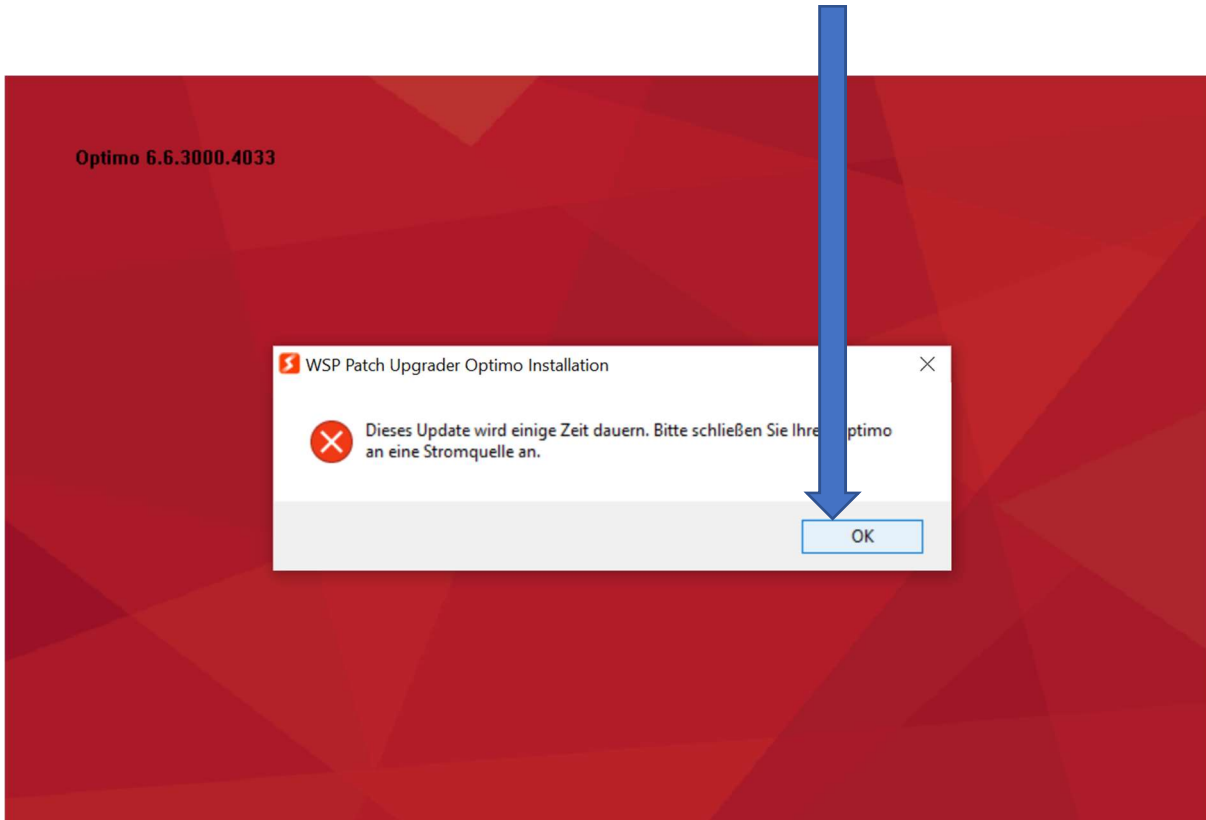 Optimo 6.6.3000.4033
WSP Patch Upgrader Optimo Installation
Dieses Update wird einige Zeit dauern. Bitte schließen Sie Ihre ptimo
an eine Stromquelle an.
OK